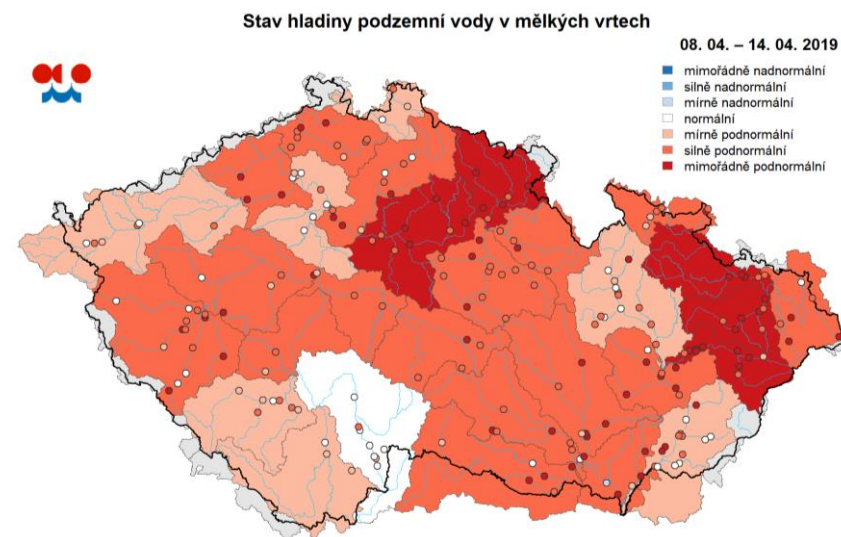 Stav hladiny podzemní vody v mělkých vrtech
08. 04. – 14. 04. 2019
mimořádně nadnormální
silně nadnormální
mírně nadnormální
normální
mírně podnormální
silně podnormální
mimořádně podnormální